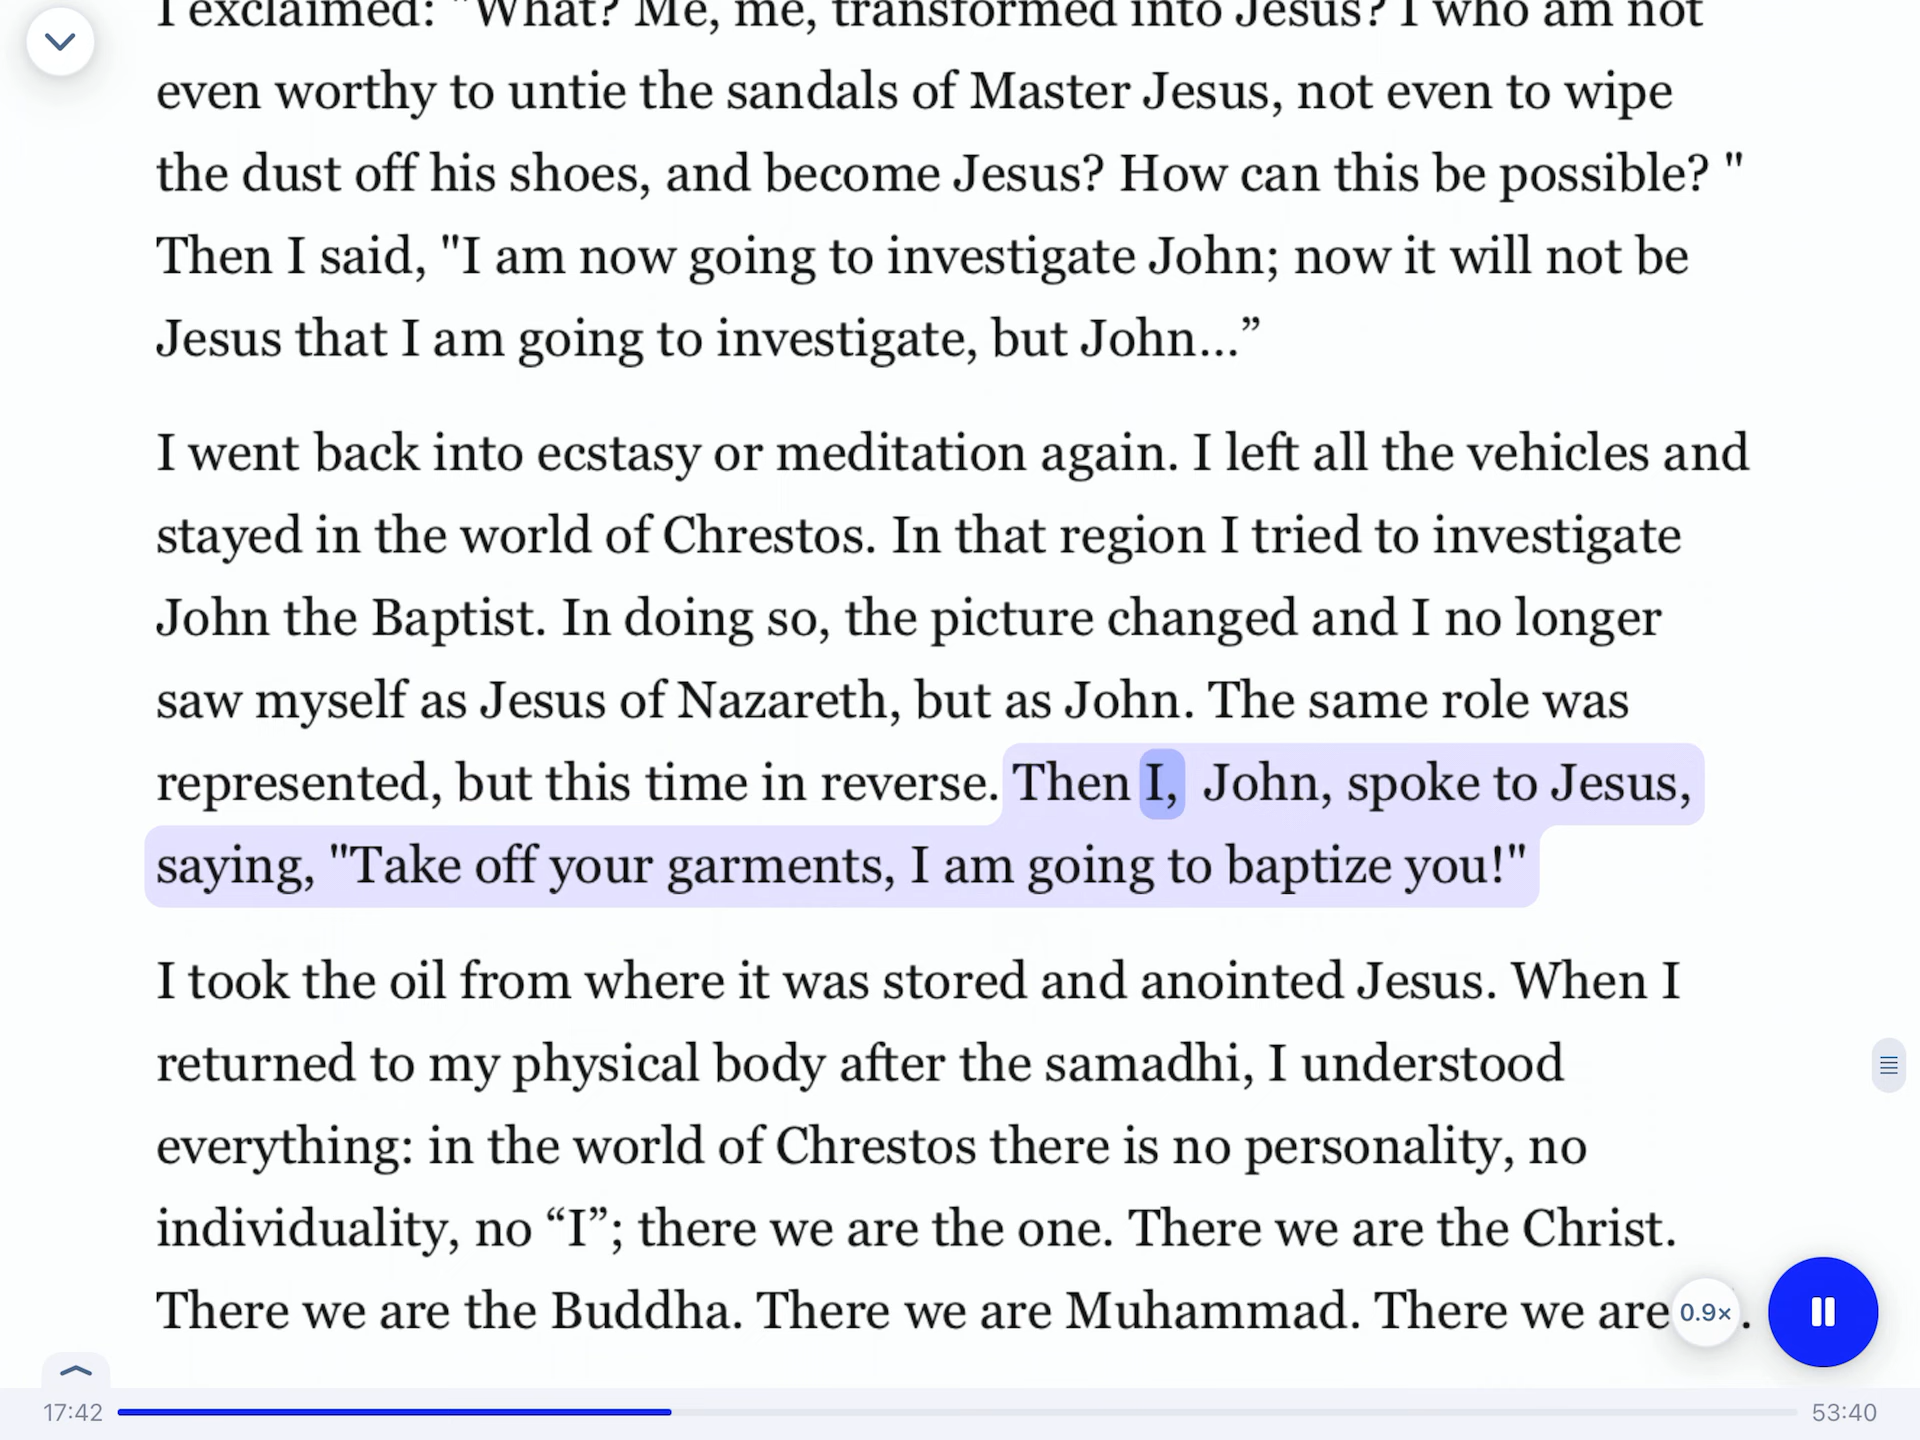 I exclaimed: "What? Me, me, transformed into Jesus? I who am not
even worthy to untie the sandals of Master Jesus, not even to wipe
the dust off his shoes, and become Jesus? How can this be possible? "
Then I said, "I am now going to investigate John; now it will not be
Jesus that I am going to investigate, but John...”
I went back into ecstasy or meditation again. I left all the vehicles and
stayed in the world of Chrestos. In that region I tried to investigate
John the Baptist. In doing so, the picture changed and I no longer
saw myself as Jesus of Nazareth, but as John. The same role was
represented, but this time in reverse. Then I, John, spoke to Jesus,
saying, "Take off your garments, I am going to baptize you!"
I took the oil from where it was stored and anointed Jesus. When I
returned to my physical body after the samadhi, I understood
everything: in the world of Chrestos there is no personality, no
individuality, no “I”; there we are the one. There we are the Christ.
There we are the Buddha. There we are Muhammad. There we are .
0.9×
17:42
53:40